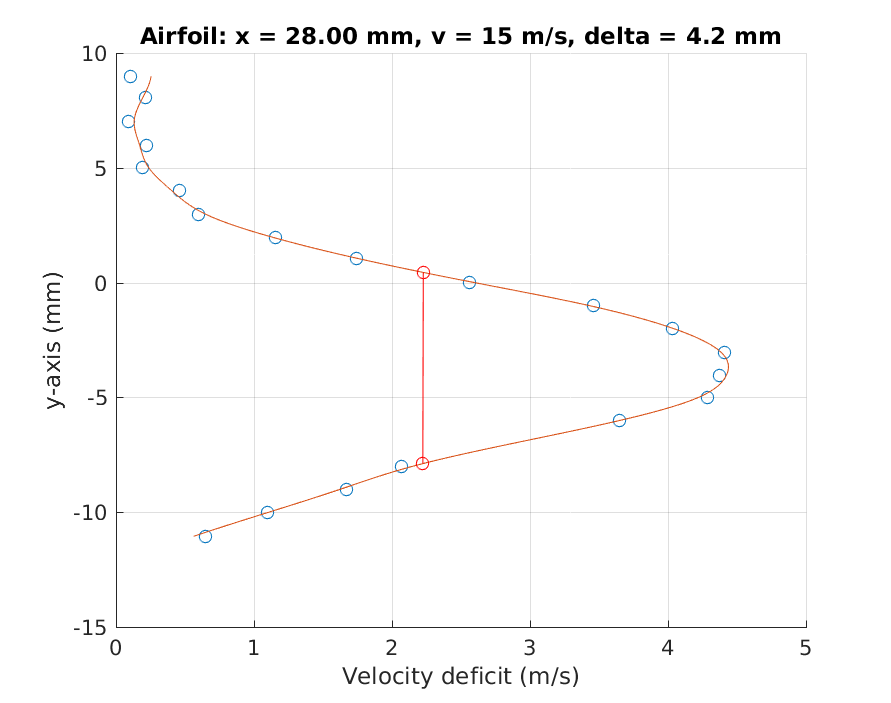 Airfoil: x = 28.00 mm, v = 15 m/s, delta = 4.2 mm
10
5
0
-5
-10
-15
y-axis (mm)
0 1 2 3 4 5
Velocity deficit (m/s)